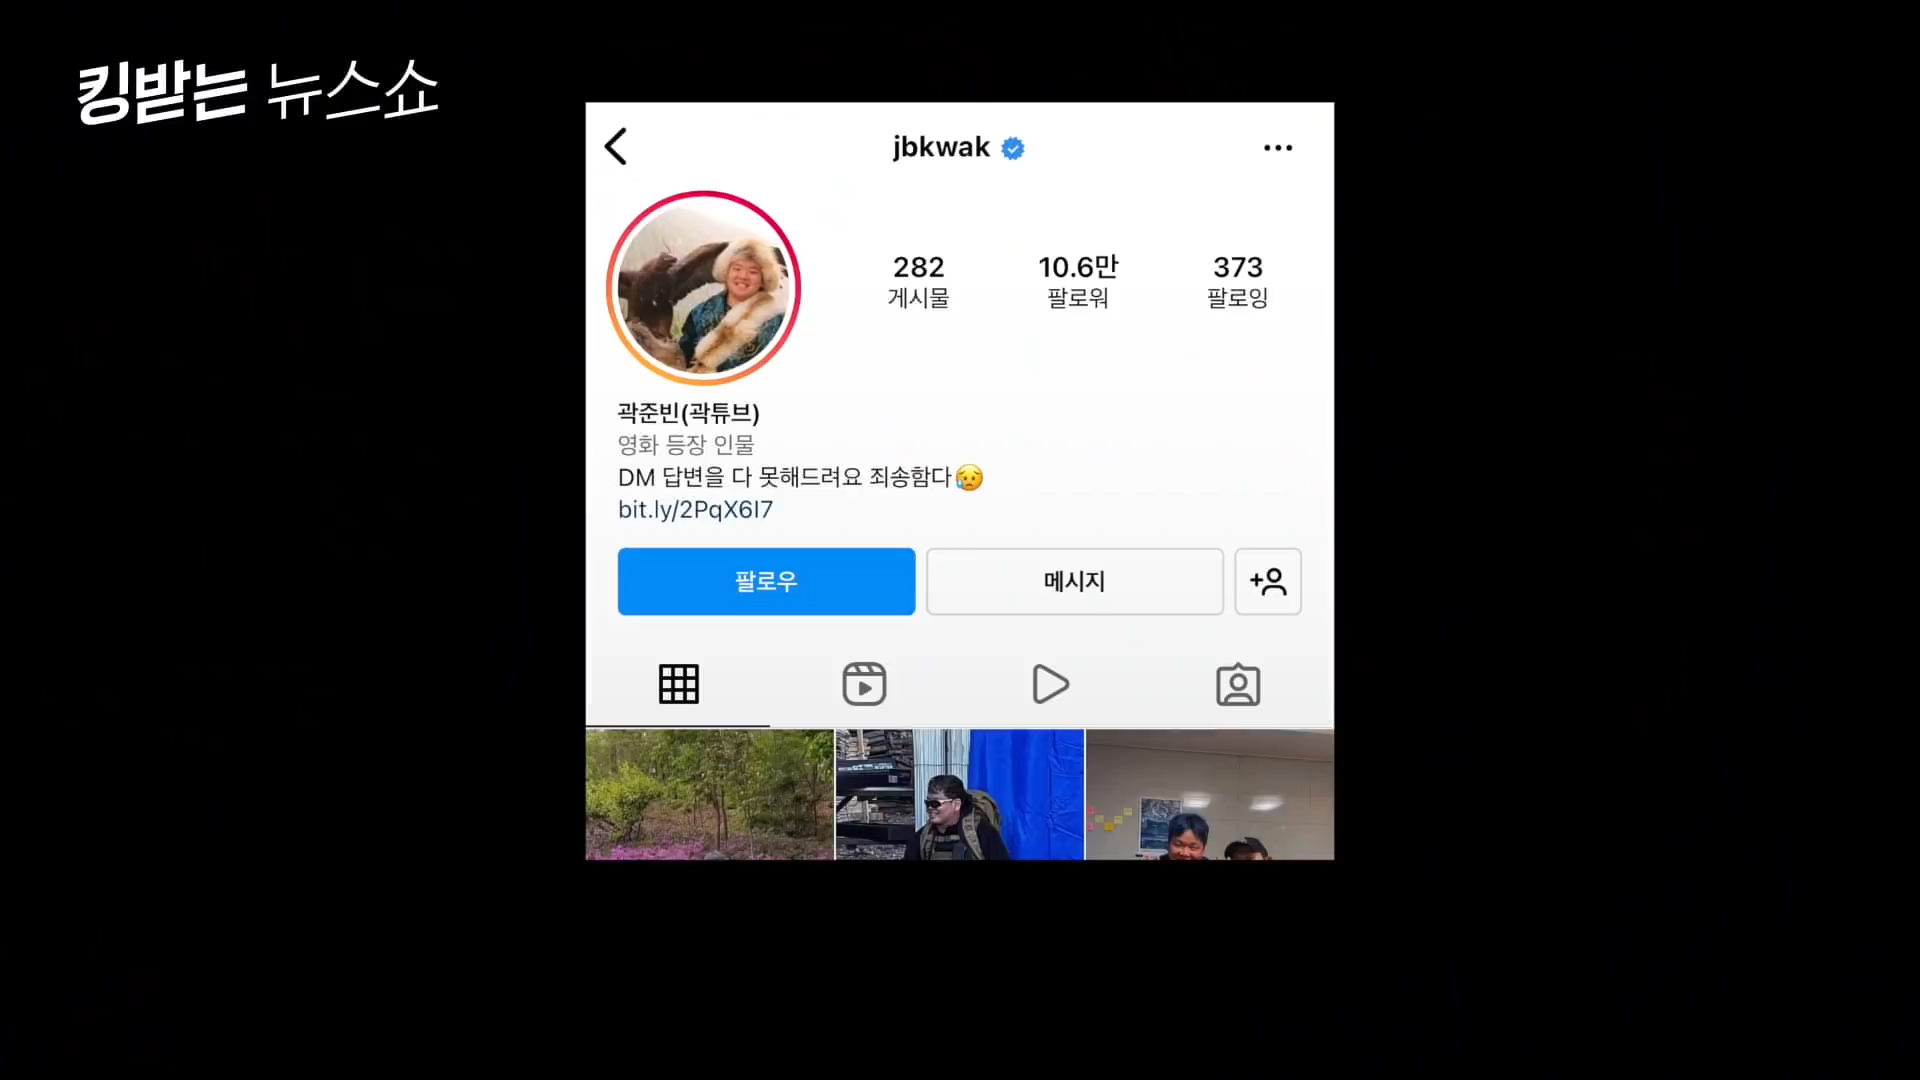 킹받는 뉴스쇼
jbkwak
282
게시물
10.6만
팔로워
373
팔로잉
곽준빈(곽튜브)
영화 등장 인물
DM 답변을 다 못해드려요 죄송함다😥
bit.ly/2PqX6I7
팔로우
메시지